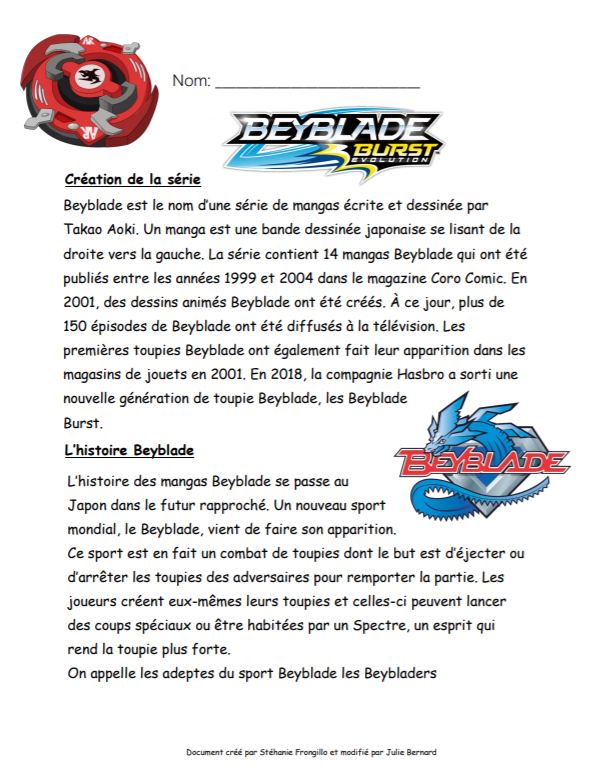 AR
AR
Nom: ________________________
BEYBLADE
BURST
EVOLUTION
Création de la série
Beyblade est le nom d'une série de mangas écrite et dessinée par
Takao Aoki. Un manga est une bande dessinée japonaise se lisant de la
droite vers la gauche. La série contient 14 mangas Beyblade qui ont été
publiés entre les années 1999 et 2004 dans le magazine Coro Comic. En
2001, des dessins animés Beyblade ont été créés. À ce jour, plus de
150 épisodes de Beyblade ont été diffusés à la télévision. Les
premières toupies Beyblade ont également fait leur apparition dans les
magasins de jouets en 2001. En 2018, la compagnie Hasbro a sorti une
nouvelle génération de toupie Beyblade, les Beyblade
Burst.
BEYBLADE
L'histoire Beyblade
L'histoire des mangas Beyblade se passe au
Japon dans le futur rapproché. Un nouveau sport
mondial, le Beyblade, vient de faire son apparition.
Ce sport est en fait un combat de toupies dont le but est d'éjecter ou
d'arrêter les toupies des adversaires pour remporter la partie. Les
joueurs créent eux-mêmes leurs toupies et celles-ci peuvent lancer
des coups spéciaux ou être habitées par un Spectre, un esprit qui
rend la toupie plus forte.
On appelle les adeptes du sport Beyblade les Beybladers
Document créé par Stéhanie Frongillo et modifié par Julie Bernard